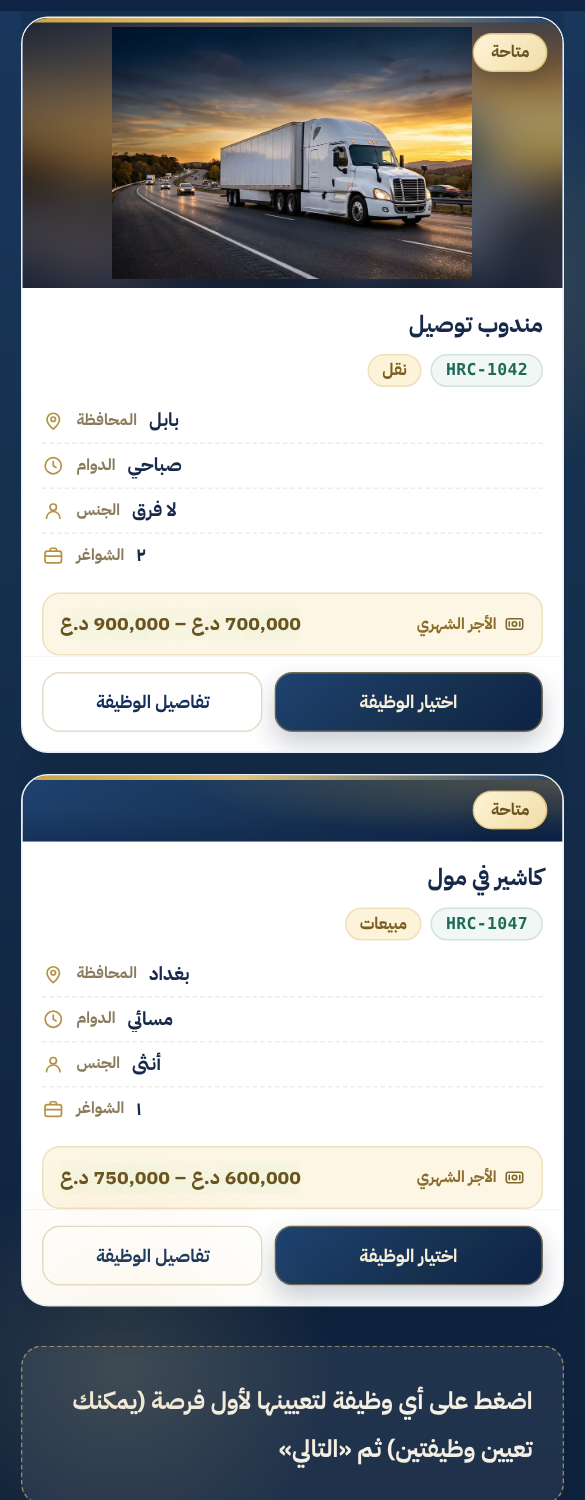 متاحة
مندوب توصيل
HRC-1042 نقل
المحافظة بابل
الدوام صباحي
الجنس لا فرق
الشواغر ٢
الأجر الشهري 700,000 د.ع – 900,000 د.ع
اختيار الوظيفة تفاصيل الوظيفة
متاحة
كاشير في مول
HRC-1047 مبيعات
المحافظة بغداد
الدوام مسائي
الجنس أنثى
الشواغر ١
الأجر الشهري 600,000 د.ع – 750,000 د.ع
اختيار الوظيفة تفاصيل الوظيفة
اضغط على أي وظيفة لتعيينها لأول فرصة (يمكنك
تعيين وظيفتين) ثم «التالي»